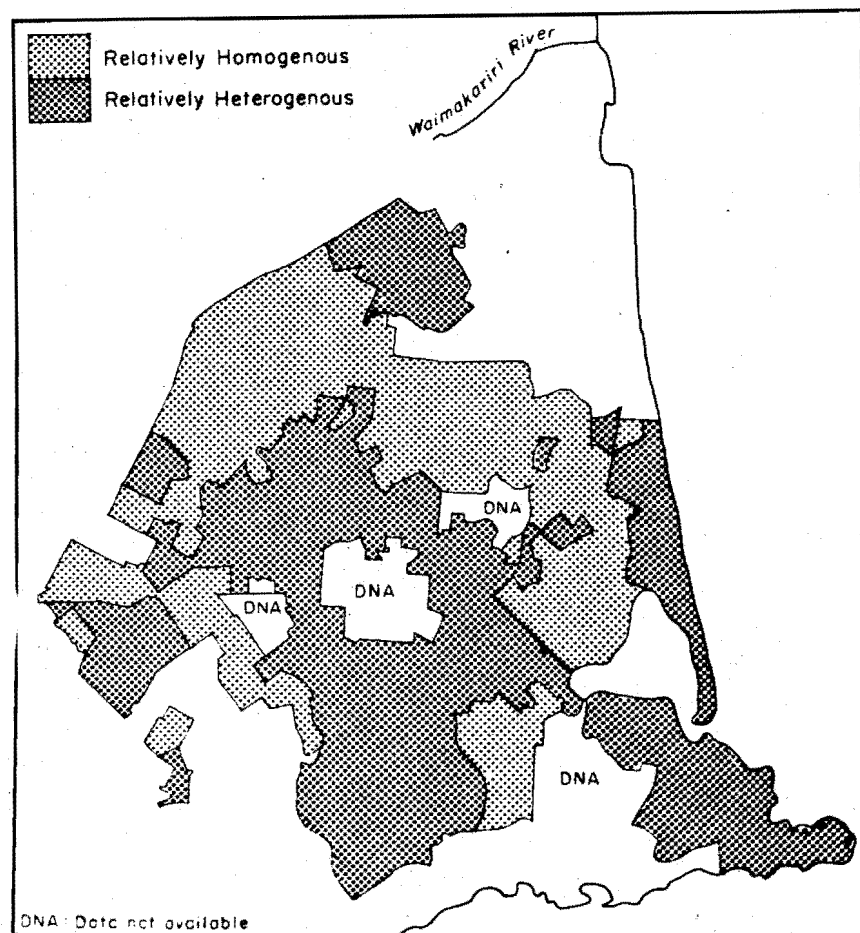 Relatively Homogenous
Relatively Heterogenous
Waimakariri River
DNA
DNA
DNA
DNA
DNA: Data not available